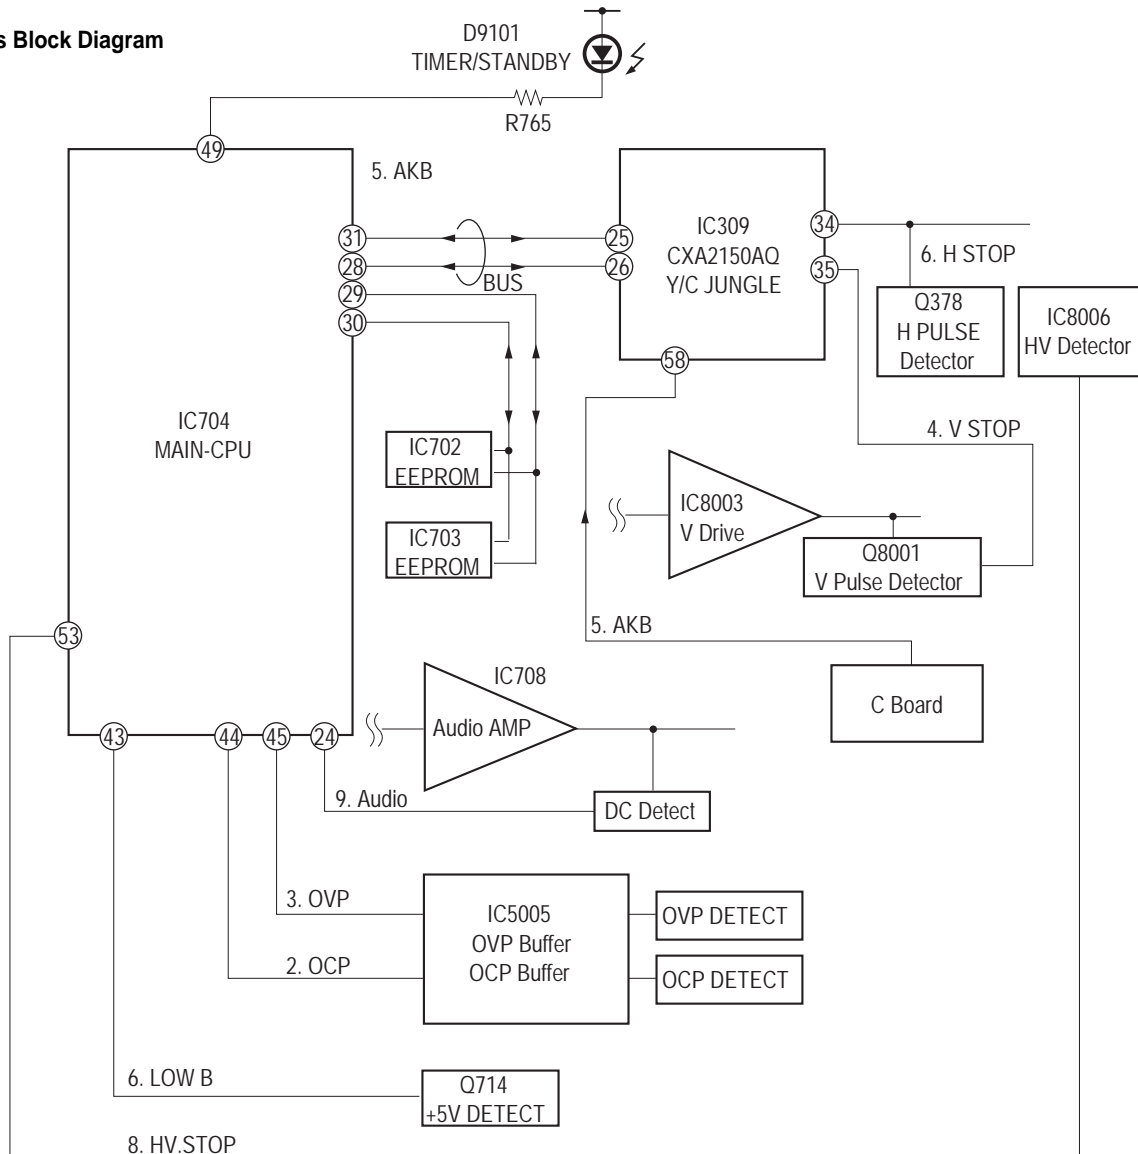 s Block Diagram
D9101
TIMER/STANDBY
R765
49
5. AKB
31
28
29
30
BUS
25
26
IC309
CXA2150AQ
Y/C JUNGLE
34
35
58
6. H STOP
Q378
H PULSE
Detector
IC8006
HV Detector
IC704
MAIN-CPU
IC702
EEPROM
IC703
EEPROM
4. V STOP
IC8003
V Drive
Q8001
V Pulse Detector
53
5. AKB
C Board
IC708
Audio AMP
43
44
45
24
9. Audio
DC Detect
3. OVP
2. OCP
IC5005
OVP Buffer
OCP Buffer
OVP DETECT
OCP DETECT
6. LOW B
Q714
+5V DETECT
8. HV.STOP